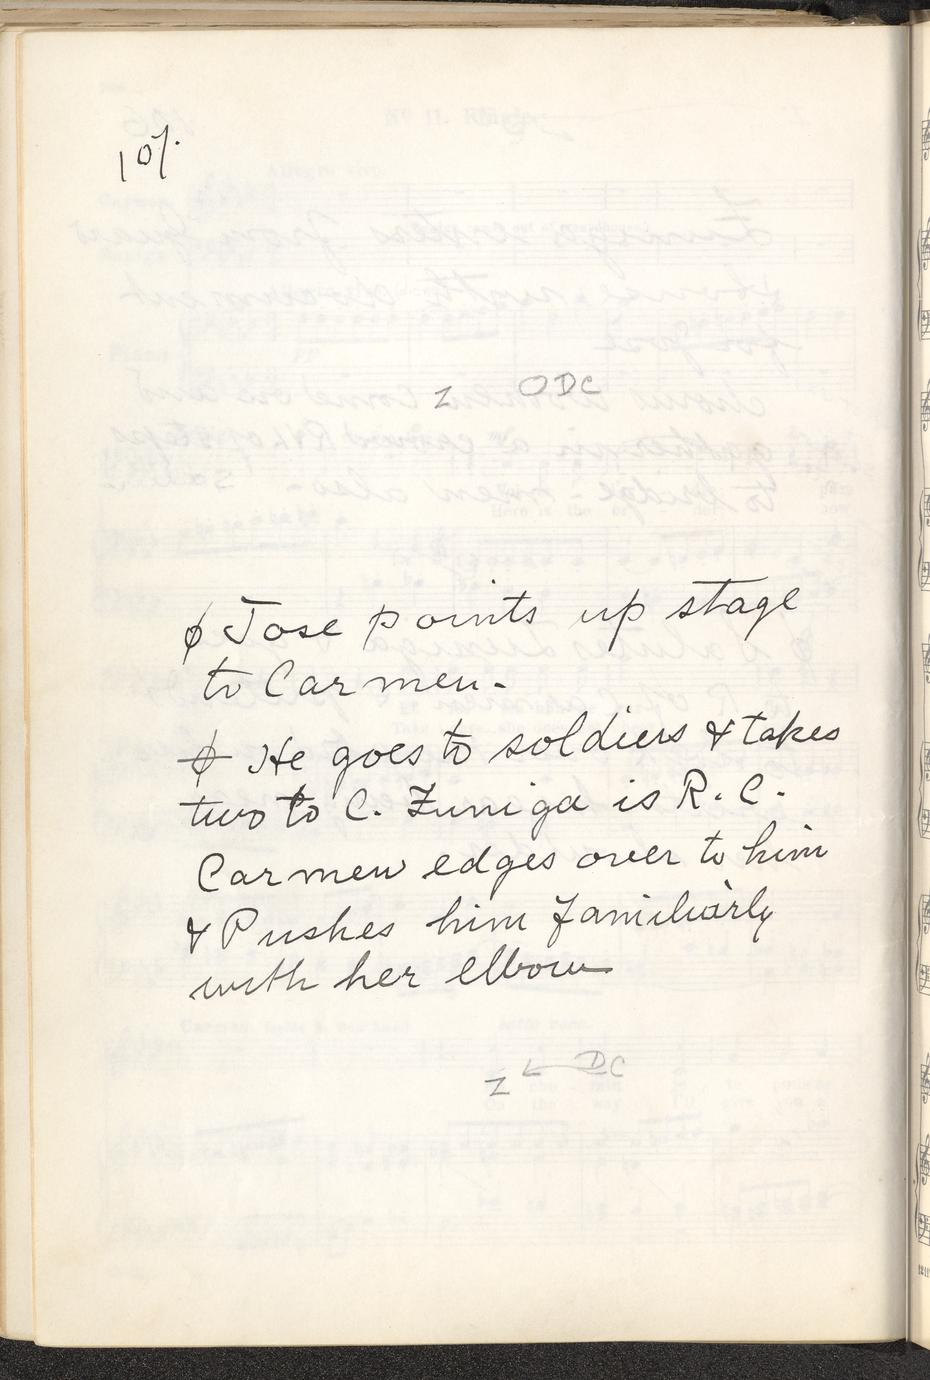 107.
Z ODC
ϕ Jose points up stage
to Carmen -
ϕ He goes to soldiers & takes
two to C. Zuniga is R. C.
Carmen edges over to him
& Pushes him familiarly
with her elbow
Z ← DC